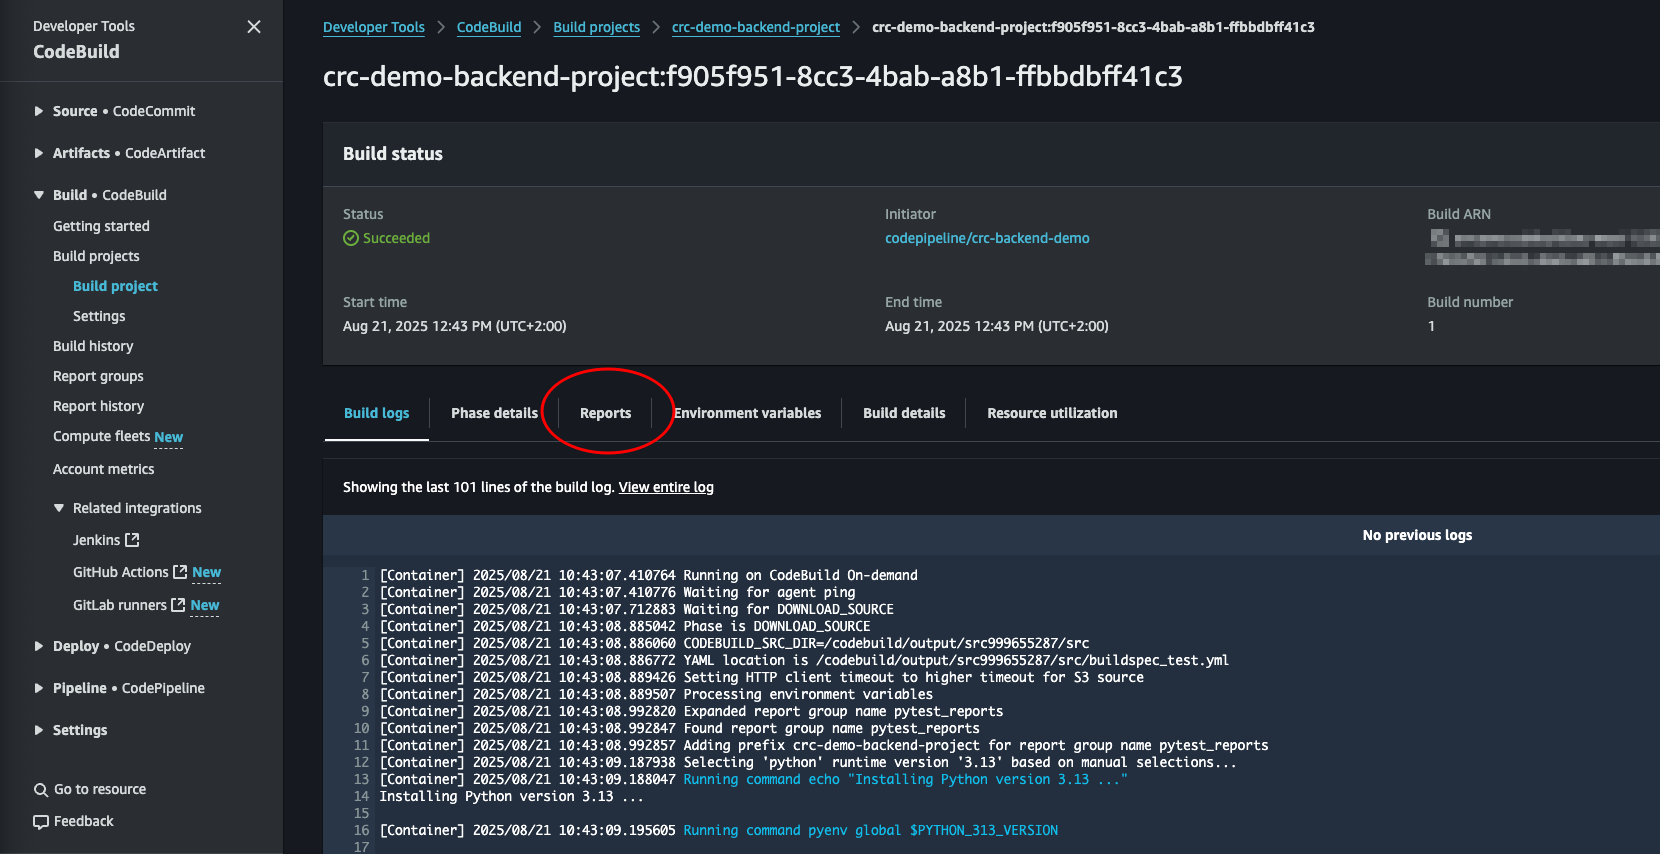 Developer Tools
CodeBuild
Source • CodeCommit
Artifacts • CodeArtifact
Build • CodeBuild
Getting started
Build projects
Build project
Settings
Build history
Report groups
Report history
Compute fleets New
Account metrics
Related integrations
Jenkins
GitHub Actions New
GitLab runners New
Deploy • CodeDeploy
Pipeline • CodePipeline
Settings
Go to resource
Feedback
Developer Tools > CodeBuild > Build projects > crc-demo-backend-project > crc-demo-backend-project:f905f951-8cc3-4bab-a8b1-ffbbdbff41c3
crc-demo-backend-project:f905f951-8cc3-4bab-a8b1-ffbbdbff41c3
Build status
Status
Succeeded
Initiator
codepipeline/crc-backend-demo
Build ARN
Start time
Aug 21, 2025 12:43 PM (UTC+2:00)
End time
Aug 21, 2025 12:43 PM (UTC+2:00)
Build number
1
Build logs
Phase details
Reports
Environment variables
Build details
Resource utilization
Showing the last 101 lines of the build log. View entire log
No previous logs
1 [Container] 2025/08/21 10:43:07.410764 Running on CodeBuild On-demand
2 [Container] 2025/08/21 10:43:07.410776 Waiting for agent ping
3 [Container] 2025/08/21 10:43:07.712883 Waiting for DOWNLOAD_SOURCE
4 [Container] 2025/08/21 10:43:08.885042 Phase is DOWNLOAD_SOURCE
5 [Container] 2025/08/21 10:43:08.886060 CODEBUILD_SRC_DIR=/codebuild/output/src999655287/src
6 [Container] 2025/08/21 10:43:08.886772 YAML location is /codebuild/output/src999655287/src/buildspec_test.yml
7 [Container] 2025/08/21 10:43:08.889426 Setting HTTP client timeout to higher timeout for S3 source
8 [Container] 2025/08/21 10:43:08.889507 Processing environment variables
9 [Container] 2025/08/21 10:43:08.992820 Expanded report group name pytest_reports
10 [Container] 2025/08/21 10:43:08.992847 Found report group name pytest_reports
11 [Container] 2025/08/21 10:43:08.992857 Adding prefix crc-demo-backend-project for report group name pytest_reports
12 [Container] 2025/08/21 10:43:09.187938 Selecting 'python' runtime version '3.13' based on manual selections...
13 [Container] 2025/08/21 10:43:09.188047 Running command echo "Installing Python version 3.13 ..."
14 Installing Python version 3.13 ...
15
16 [Container] 2025/08/21 10:43:09.195605 Running command pyenv global $PYTHON_313_VERSION
17